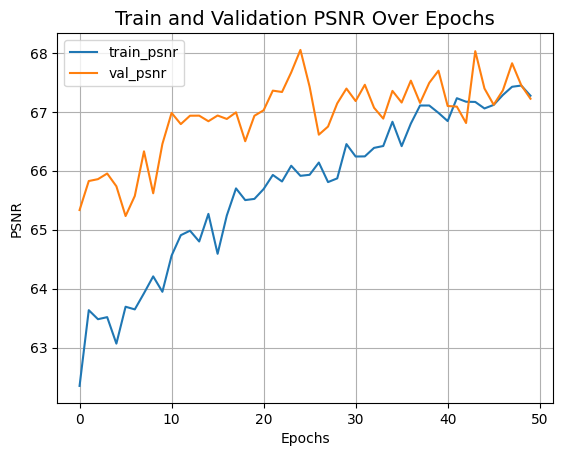 Train and Validation PSNR Over Epochs
train_psnr
val_psnr
68
67
66
65
64
63
PSNR
0 10 20 30 40 50
Epochs